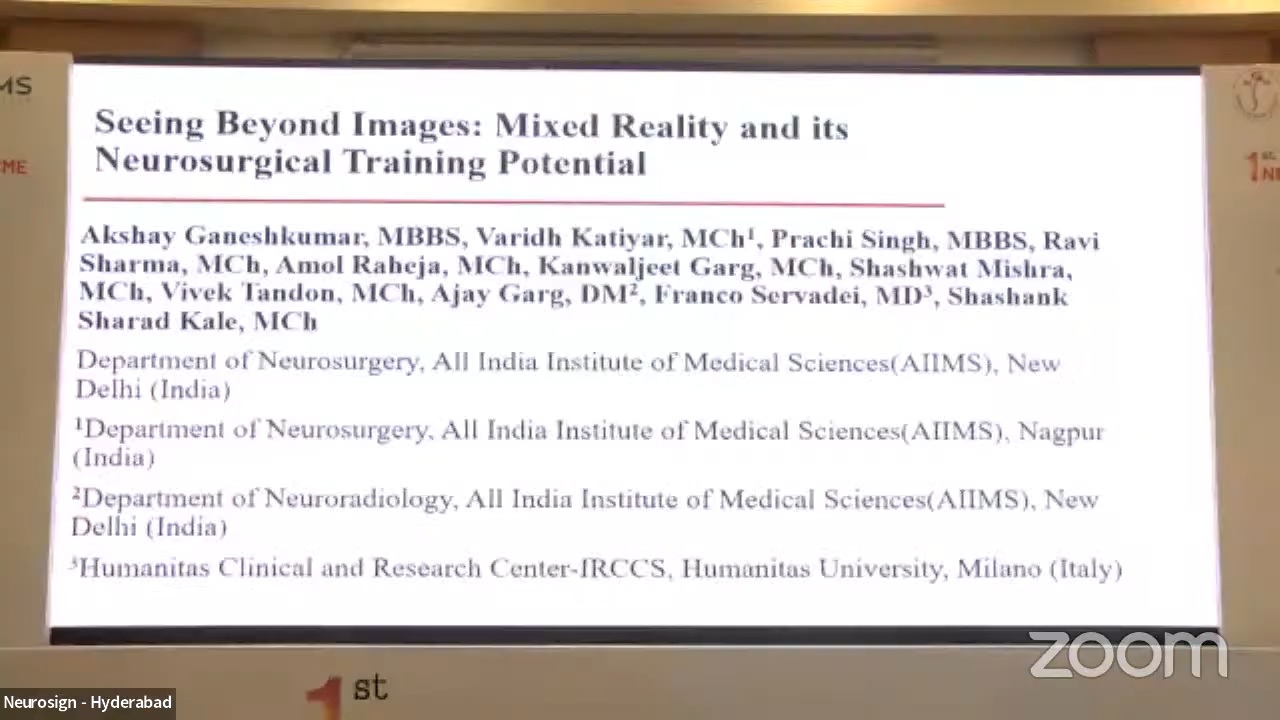 MS
CME
Seeing Beyond Images: Mixed Reality and its
Neurosurgical Training Potential
Akshay Ganeshkumar, MBBS, Varidh Katiyar, MCh¹, Prachi Singh, MBBS, Ravi
Sharma, MCh, Amol Raheja, MCh, Kanwaljeet Garg, MCh, Shashwat Mishra,
MCh, Vivek Tandon, MCh, Ajay Garg, DM², Franco Servadei, MD³, Shashank
Sharad Kale, MCh
Department of Neurosurgery, All India Institute of Medical Sciences(AIIMS), New
Delhi (India)
¹Department of Neurosurgery, All India Institute of Medical Sciences(AIIMS), Nagpur
(India)
²Department of Neuroradiology, All India Institute of Medical Sciences(AIIMS), New
Delhi (India)
³Humanitas Clinical and Research Center-IRCCS, Humanitas University, Milano (Italy)
1st
NE
1st
zoom
Neurosign - Hyderabad